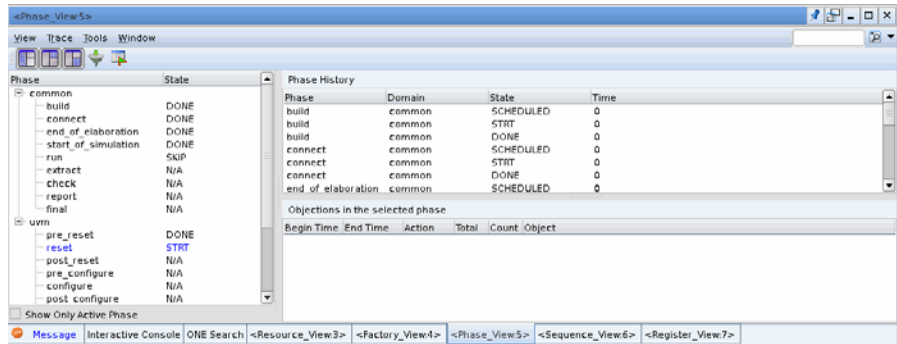 <Phase_View:5>
View Trace Tools Window
Phase State
common
build DONE
connect DONE
end_of_elaboration DONE
start_of_simulation DONE
run SKIP
extract N/A
check N/A
report N/A
final N/A
uvm
pre_reset DONE
reset STRT
post_reset N/A
pre_configure N/A
configure N/A
post_configure N/A
Show Only Active Phase
Phase History
Phase Domain State Time
build common SCHEDULED 0
build common STRT 0
build common DONE 0
connect common SCHEDULED 0
connect common STRT 0
connect common DONE 0
end_of_elaboration common SCHEDULED 0
Objections in the selected phase
Begin Time End Time Action Total Count Object
Message Interactive Console ONE Search <Resource_View:3> <Factory_View:4> <Phase_View:5> <Sequence_View:6> <Register_View:7>